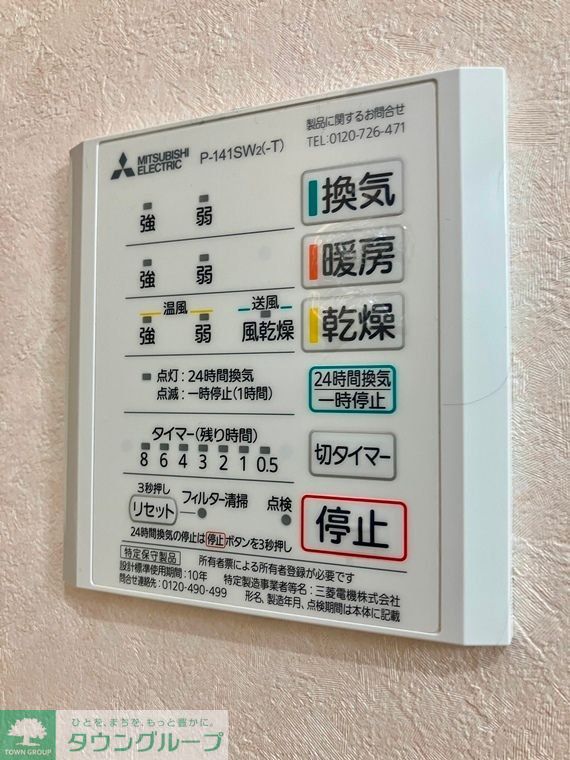 MITSUBISHI ELECTRIC P-141SW2(-T)
製品に関するお問合せ
TEL:0120-726-471
強 弱 換気
強 弱 暖房
温風 送風
強 弱 風乾燥 乾燥
点灯:24時間換気
点滅:一時停止(1時間)
24時間換気
一時停止
タイマー(残り時間)
8 6 4 3 2 1 0.5
切タイマー
3秒押し
リセット フィルター清掃 点検
停止
24時間換気の停止は停止ボタンを3秒押し
特定保守製品 所有者票による所有者登録が必要です
設計標準使用期間:10年 特定製造事業者等名:三菱電機株式会社
問合せ連絡先:0120-490-499 形名、製造年月、点検期間は本体に記載
TOWN GROUP
ひとを、まちを、もっと豊かに。
タウングループ